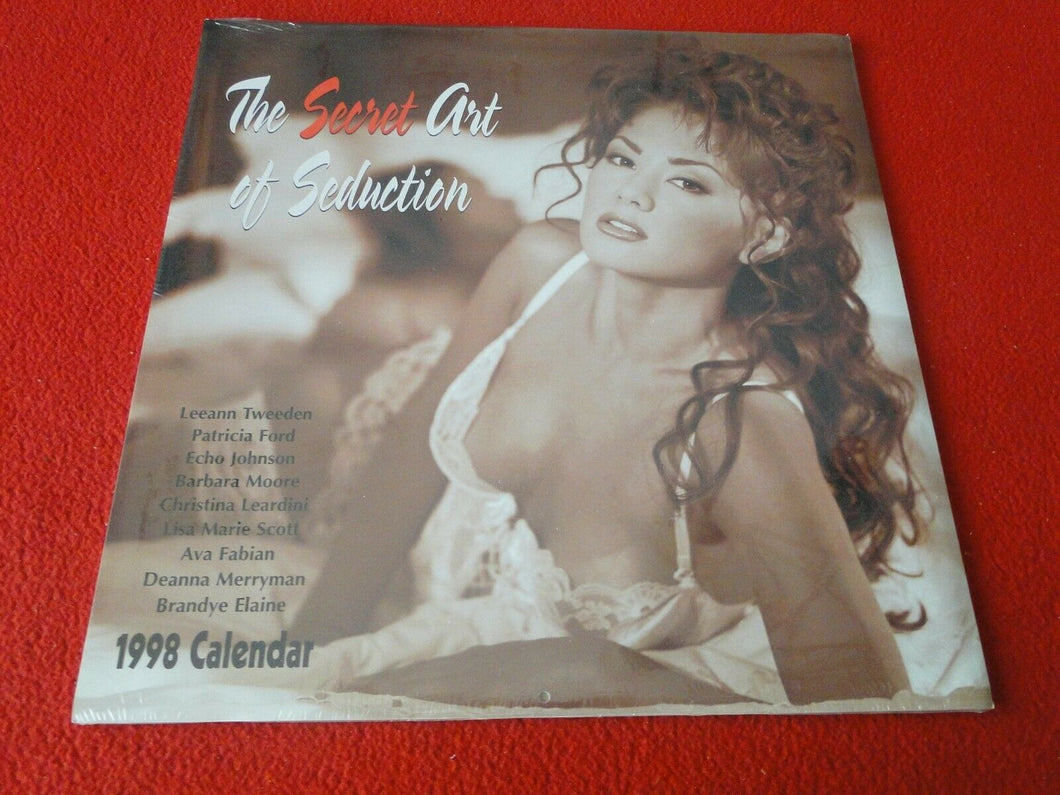 The Secret Art
of Seduction
Leeann Tweeden
Patricia Ford
Echo Johnson
Barbara Moore
Christina Leardini
Lisa Marie Scott
Ava Fabian
Deanna Merryman
Brandye Elaine
1998 Calendar